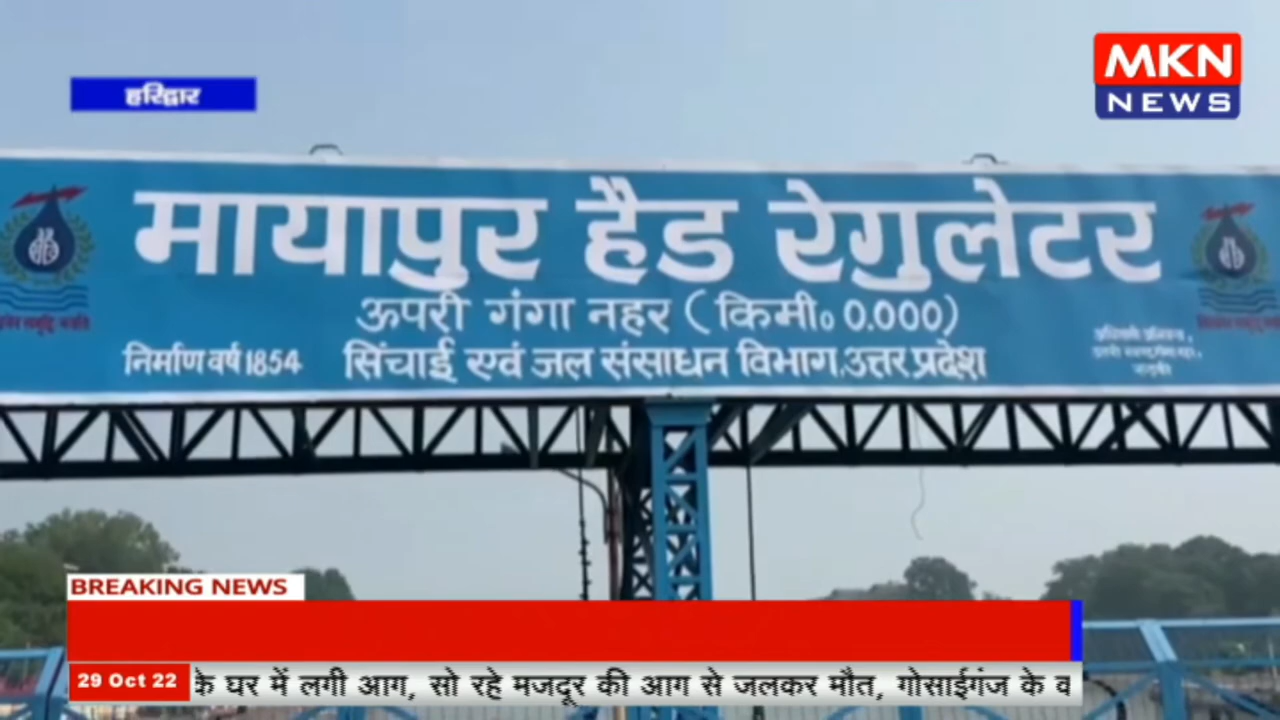 MKN
NEWS
हरिद्वार
मायापुर हैड रेगुलेटर
ऊपरी गंगा नहर ( किमी० 0.000)
निर्माण वर्ष 1854 सिंचाई एवं जल संसाधन विभाग, उत्तर प्रदेश
BREAKING NEWS
29 Oct 22 के घर में लगी आग, सो रहे मजदूर की आग से जलकर मौत, गोसाईगंज के व